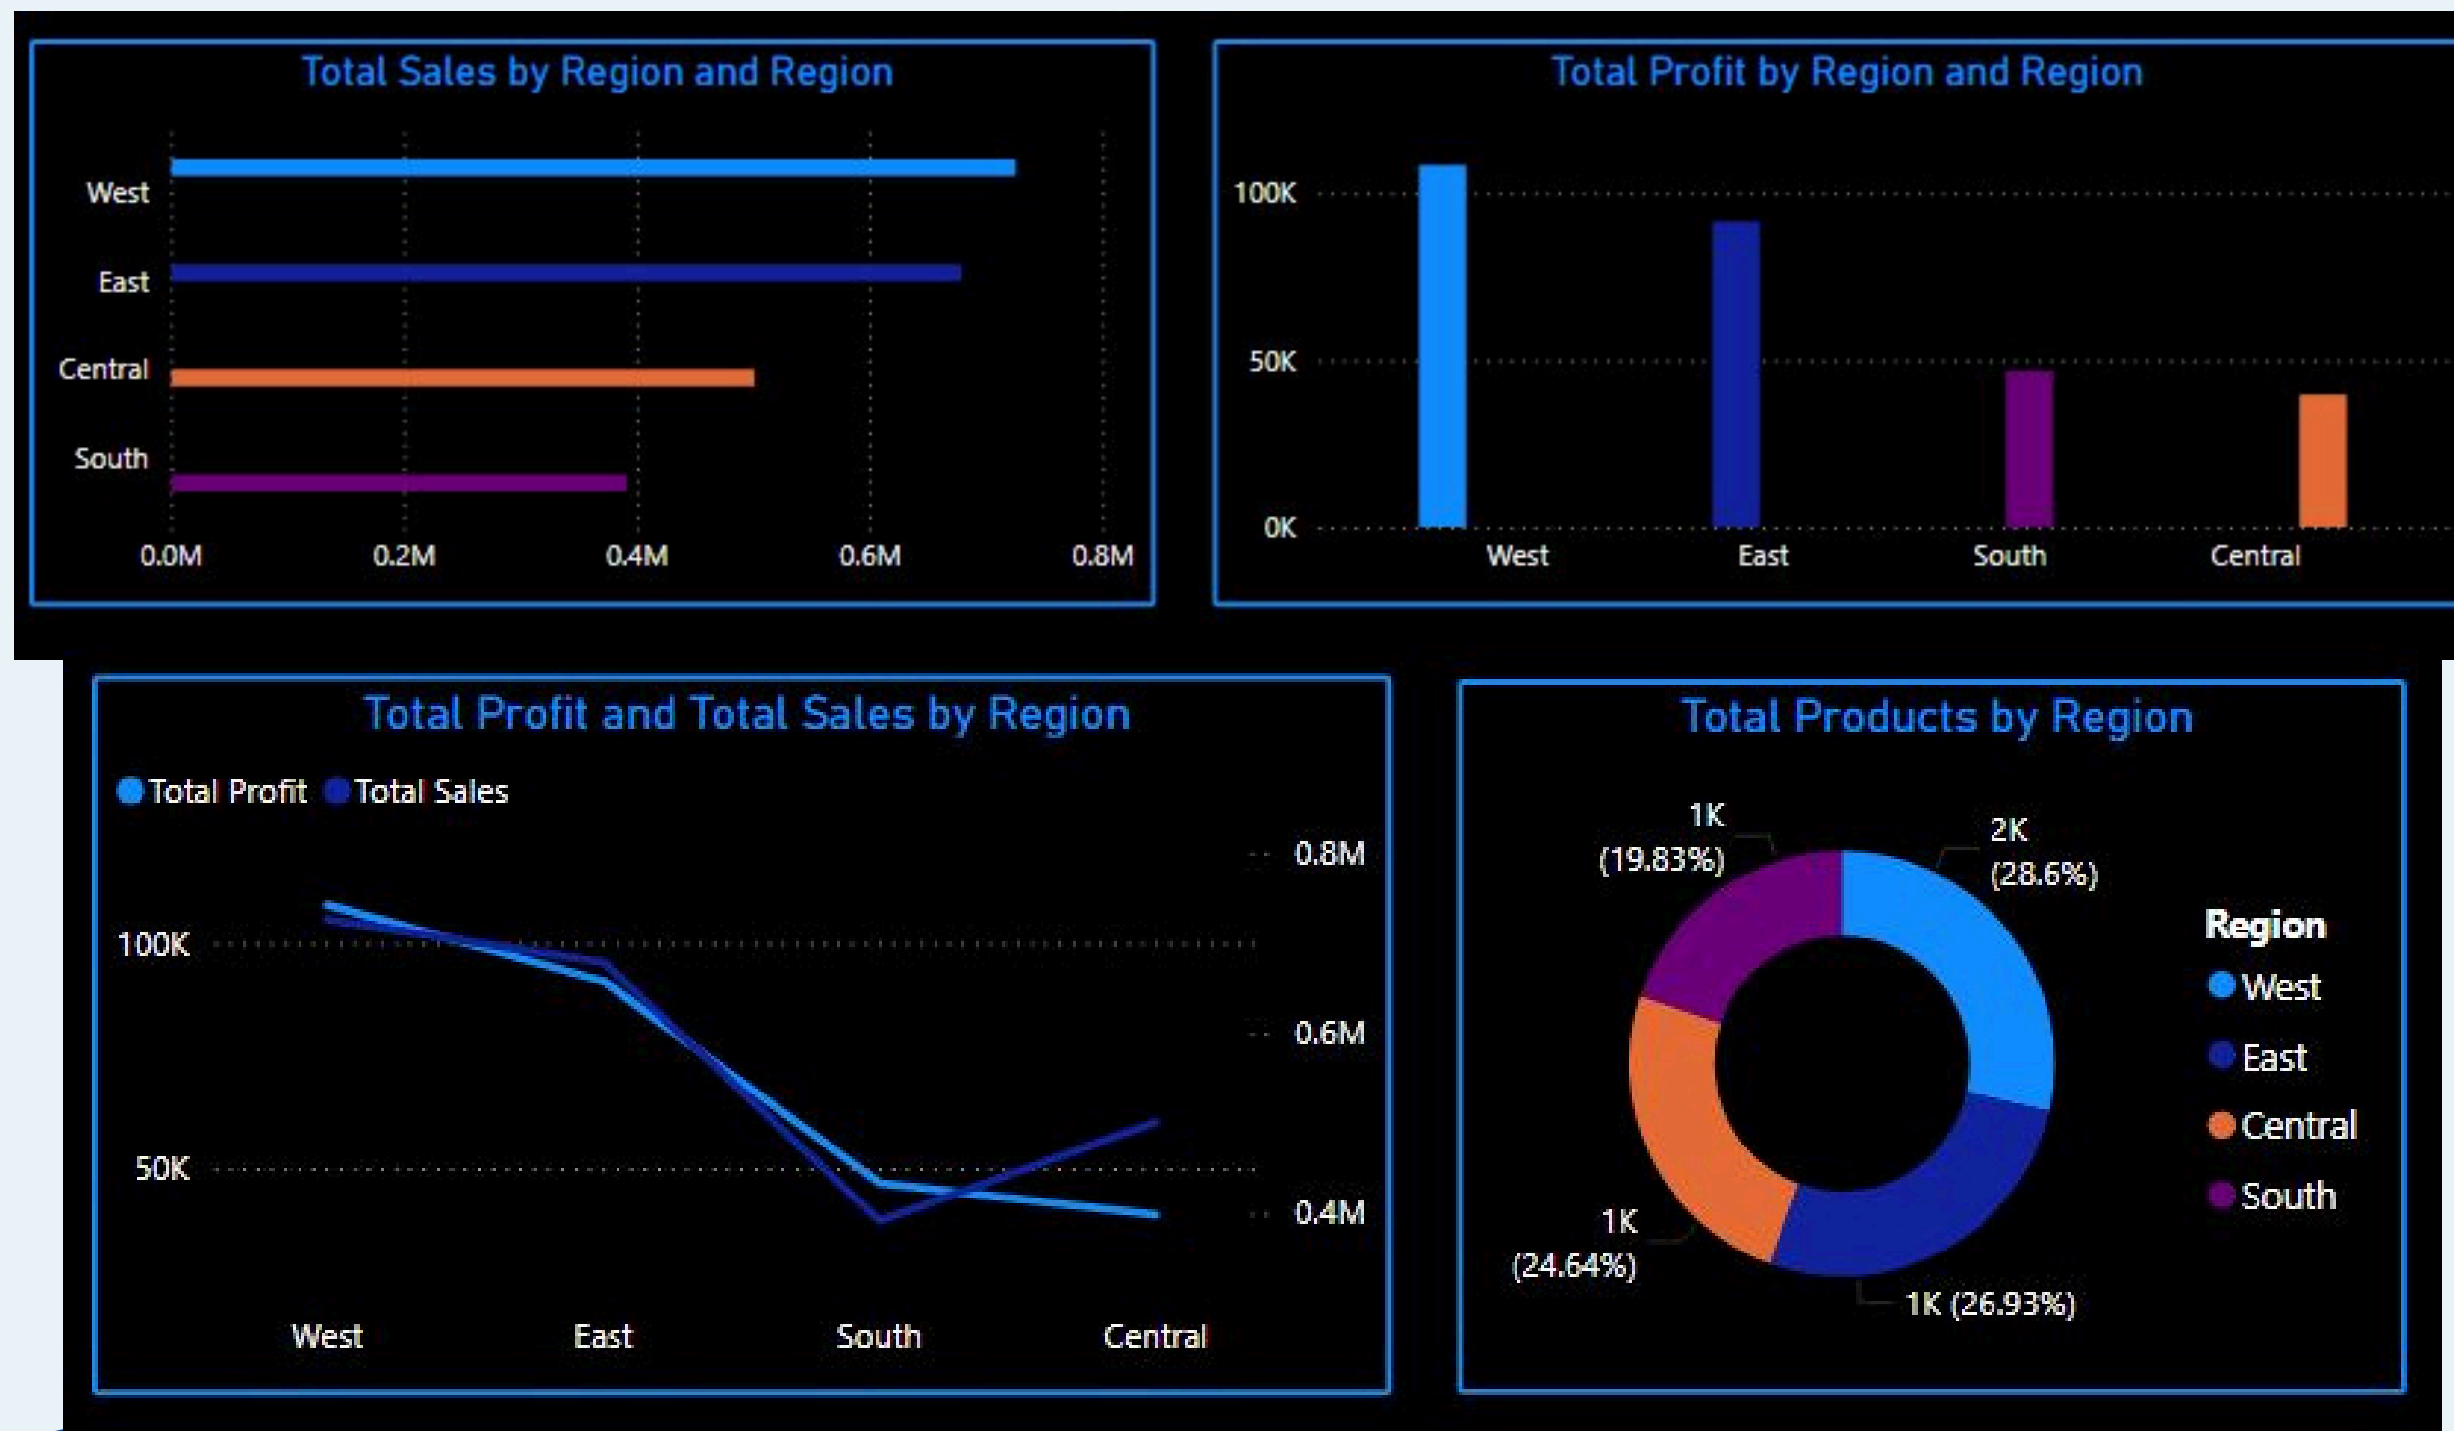 Total Sales by Region and Region
West
East
Central
South
0.0M 0.2M 0.4M 0.6M 0.8M
Total Profit by Region and Region
100K
50K
0K
West East South Central
Total Profit and Total Sales by Region
Total Profit Total Sales
0.8M
100K
0.6M
50K
0.4M
West East South Central
Total Products by Region
1K
(19.83%)
2K
(28.6%)
1K
(24.64%)
1K (26.93%)
Region
West
East
Central
South